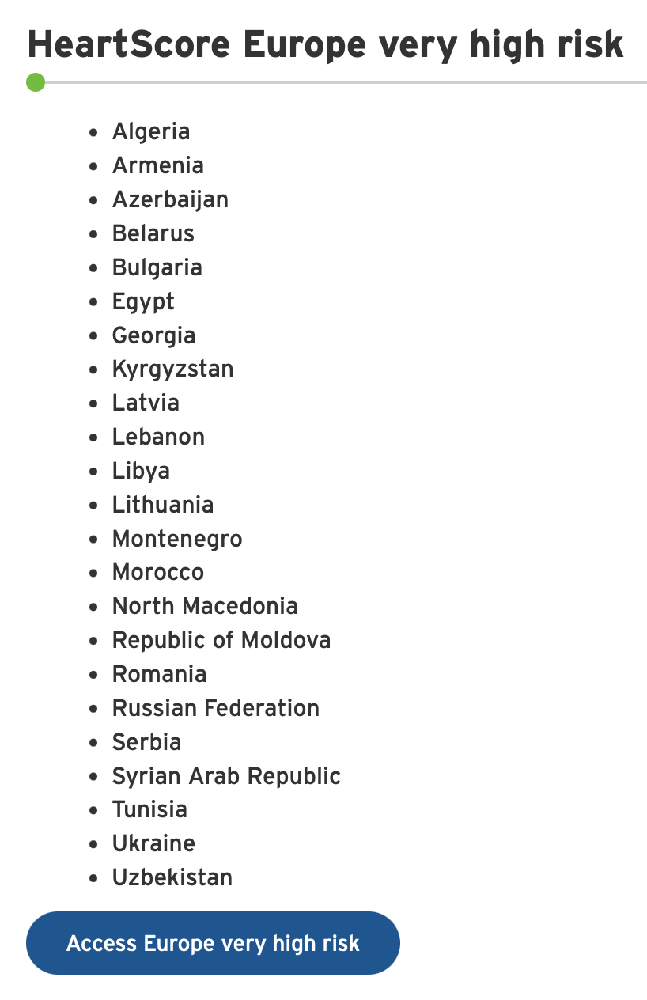 HeartScore Europe very high risk
Algeria
Armenia
Azerbaijan
Belarus
Bulgaria
Egypt
Georgia
Kyrgyzstan
Latvia
Lebanon
Libya
Lithuania
Montenegro
Morocco
North Macedonia
Republic of Moldova
Romania
Russian Federation
Serbia
Syrian Arab Republic
Tunisia
Ukraine
Uzbekistan
Access Europe very high risk